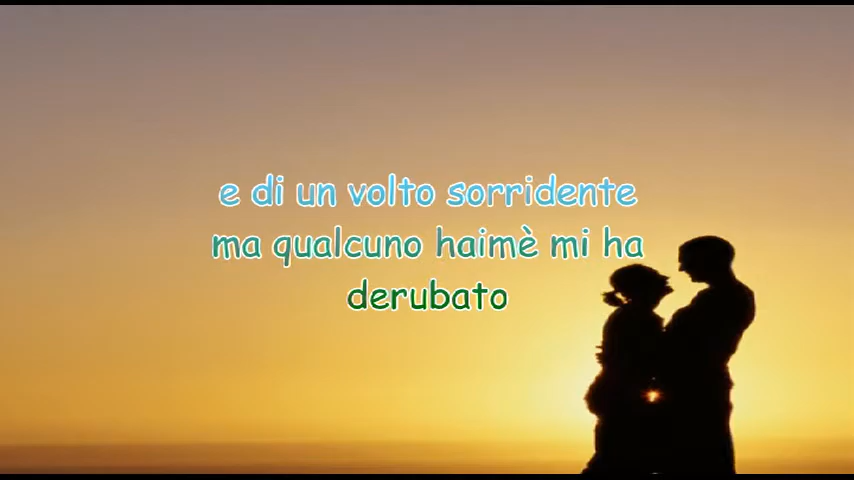 e di un volto sorridente
ma qualcuno haimè mi ha
derubato